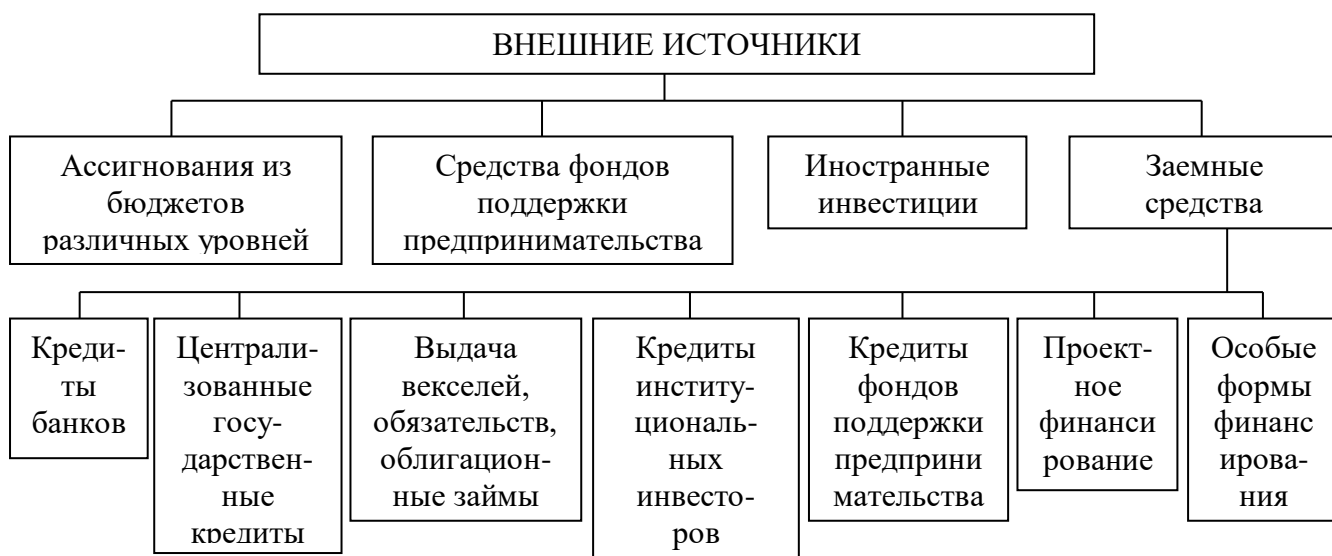 ВНЕШНИЕ ИСТОЧНИКИ
Ассигнования из
бюджетов
различных уровней
Средства фондов
поддержки
предпринимательства
Иностранные
инвестиции
Заемные
средства
Креди-
ты
банков
Централи-
зованные
госу-
дарствен-
ные
кредиты
Выдача
векселей,
обязательств,
облигацион-
ные займы
Кредиты
институ-
циональ-
ных
инвесто-
ров
Кредиты
фондов
поддержки
предприни
мательства
Проект-
ное
финанси
рование
Особые
формы
финанс
ирова-
ния